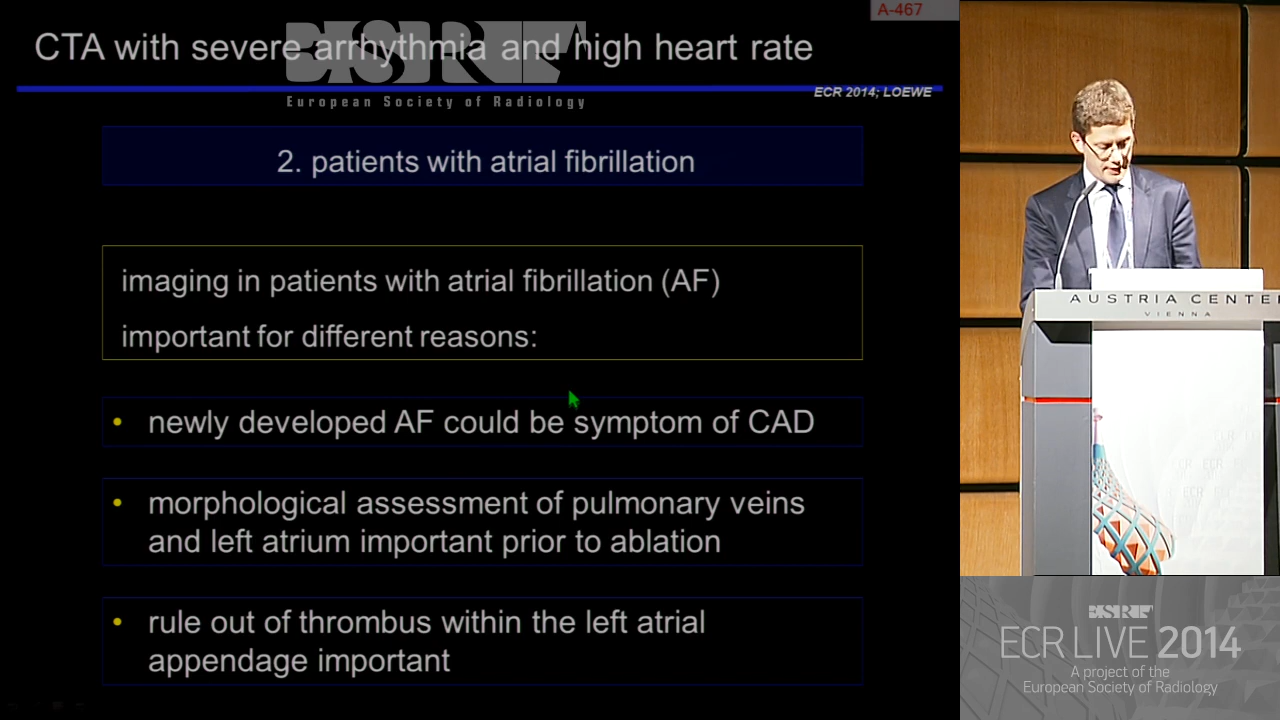 A-467
CTA with severe arrhythmia and high heart rate
European Society of Radiology
ECR 2014; LOEWE
2. patients with atrial fibrillation
imaging in patients with atrial fibrillation (AF)
important for different reasons:
• newly developed AF could be symptom of CAD
• morphological assessment of pulmonary veins
and left atrium important prior to ablation
• rule out of thrombus within the left atrial
appendage important
AUSTRIA CENTE
VIENNA
ECR LIVE 2014
A project of the
European Society of Radiology